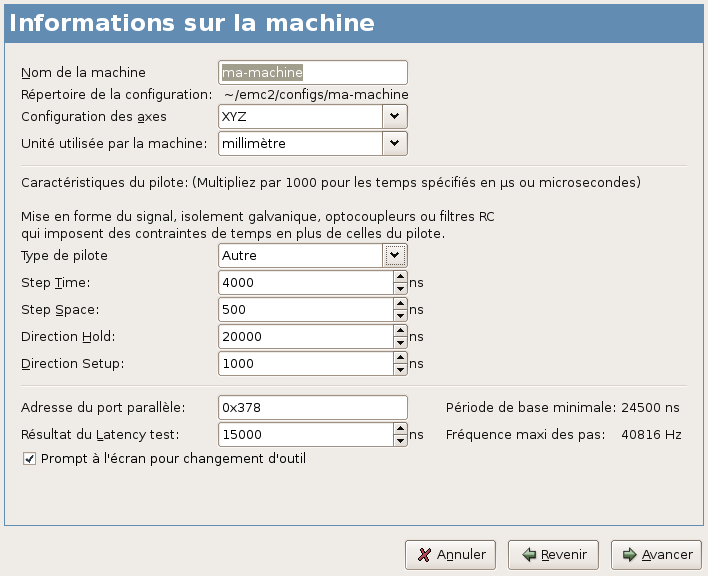 Informations sur la machine
Nom de la machine ma-machine
Répertoire de la configuration: ~/emc2/configs/ma-machine
Configuration des axes XYZ
Unité utilisée par la machine: millimètre
Caractéristiques du pilote: (Multipliez par 1000 pour les temps spécifiés en µs ou microsecondes)
Mise en forme du signal, isolement galvanique, optocoupleurs ou filtres RC
qui imposent des contraintes de temps en plus de celles du pilote.
Type de pilote Autre
Step Time: 4000 ns
Step Space: 500 ns
Direction Hold: 20000 ns
Direction Setup: 1000 ns
Adresse du port parallèle: 0x378 Période de base minimale: 24500 ns
Résultat du Latency test: 15000 ns Fréquence maxi des pas: 40816 Hz
Prompt à l'écran pour changement d'outil
Annuler Revenir Avancer